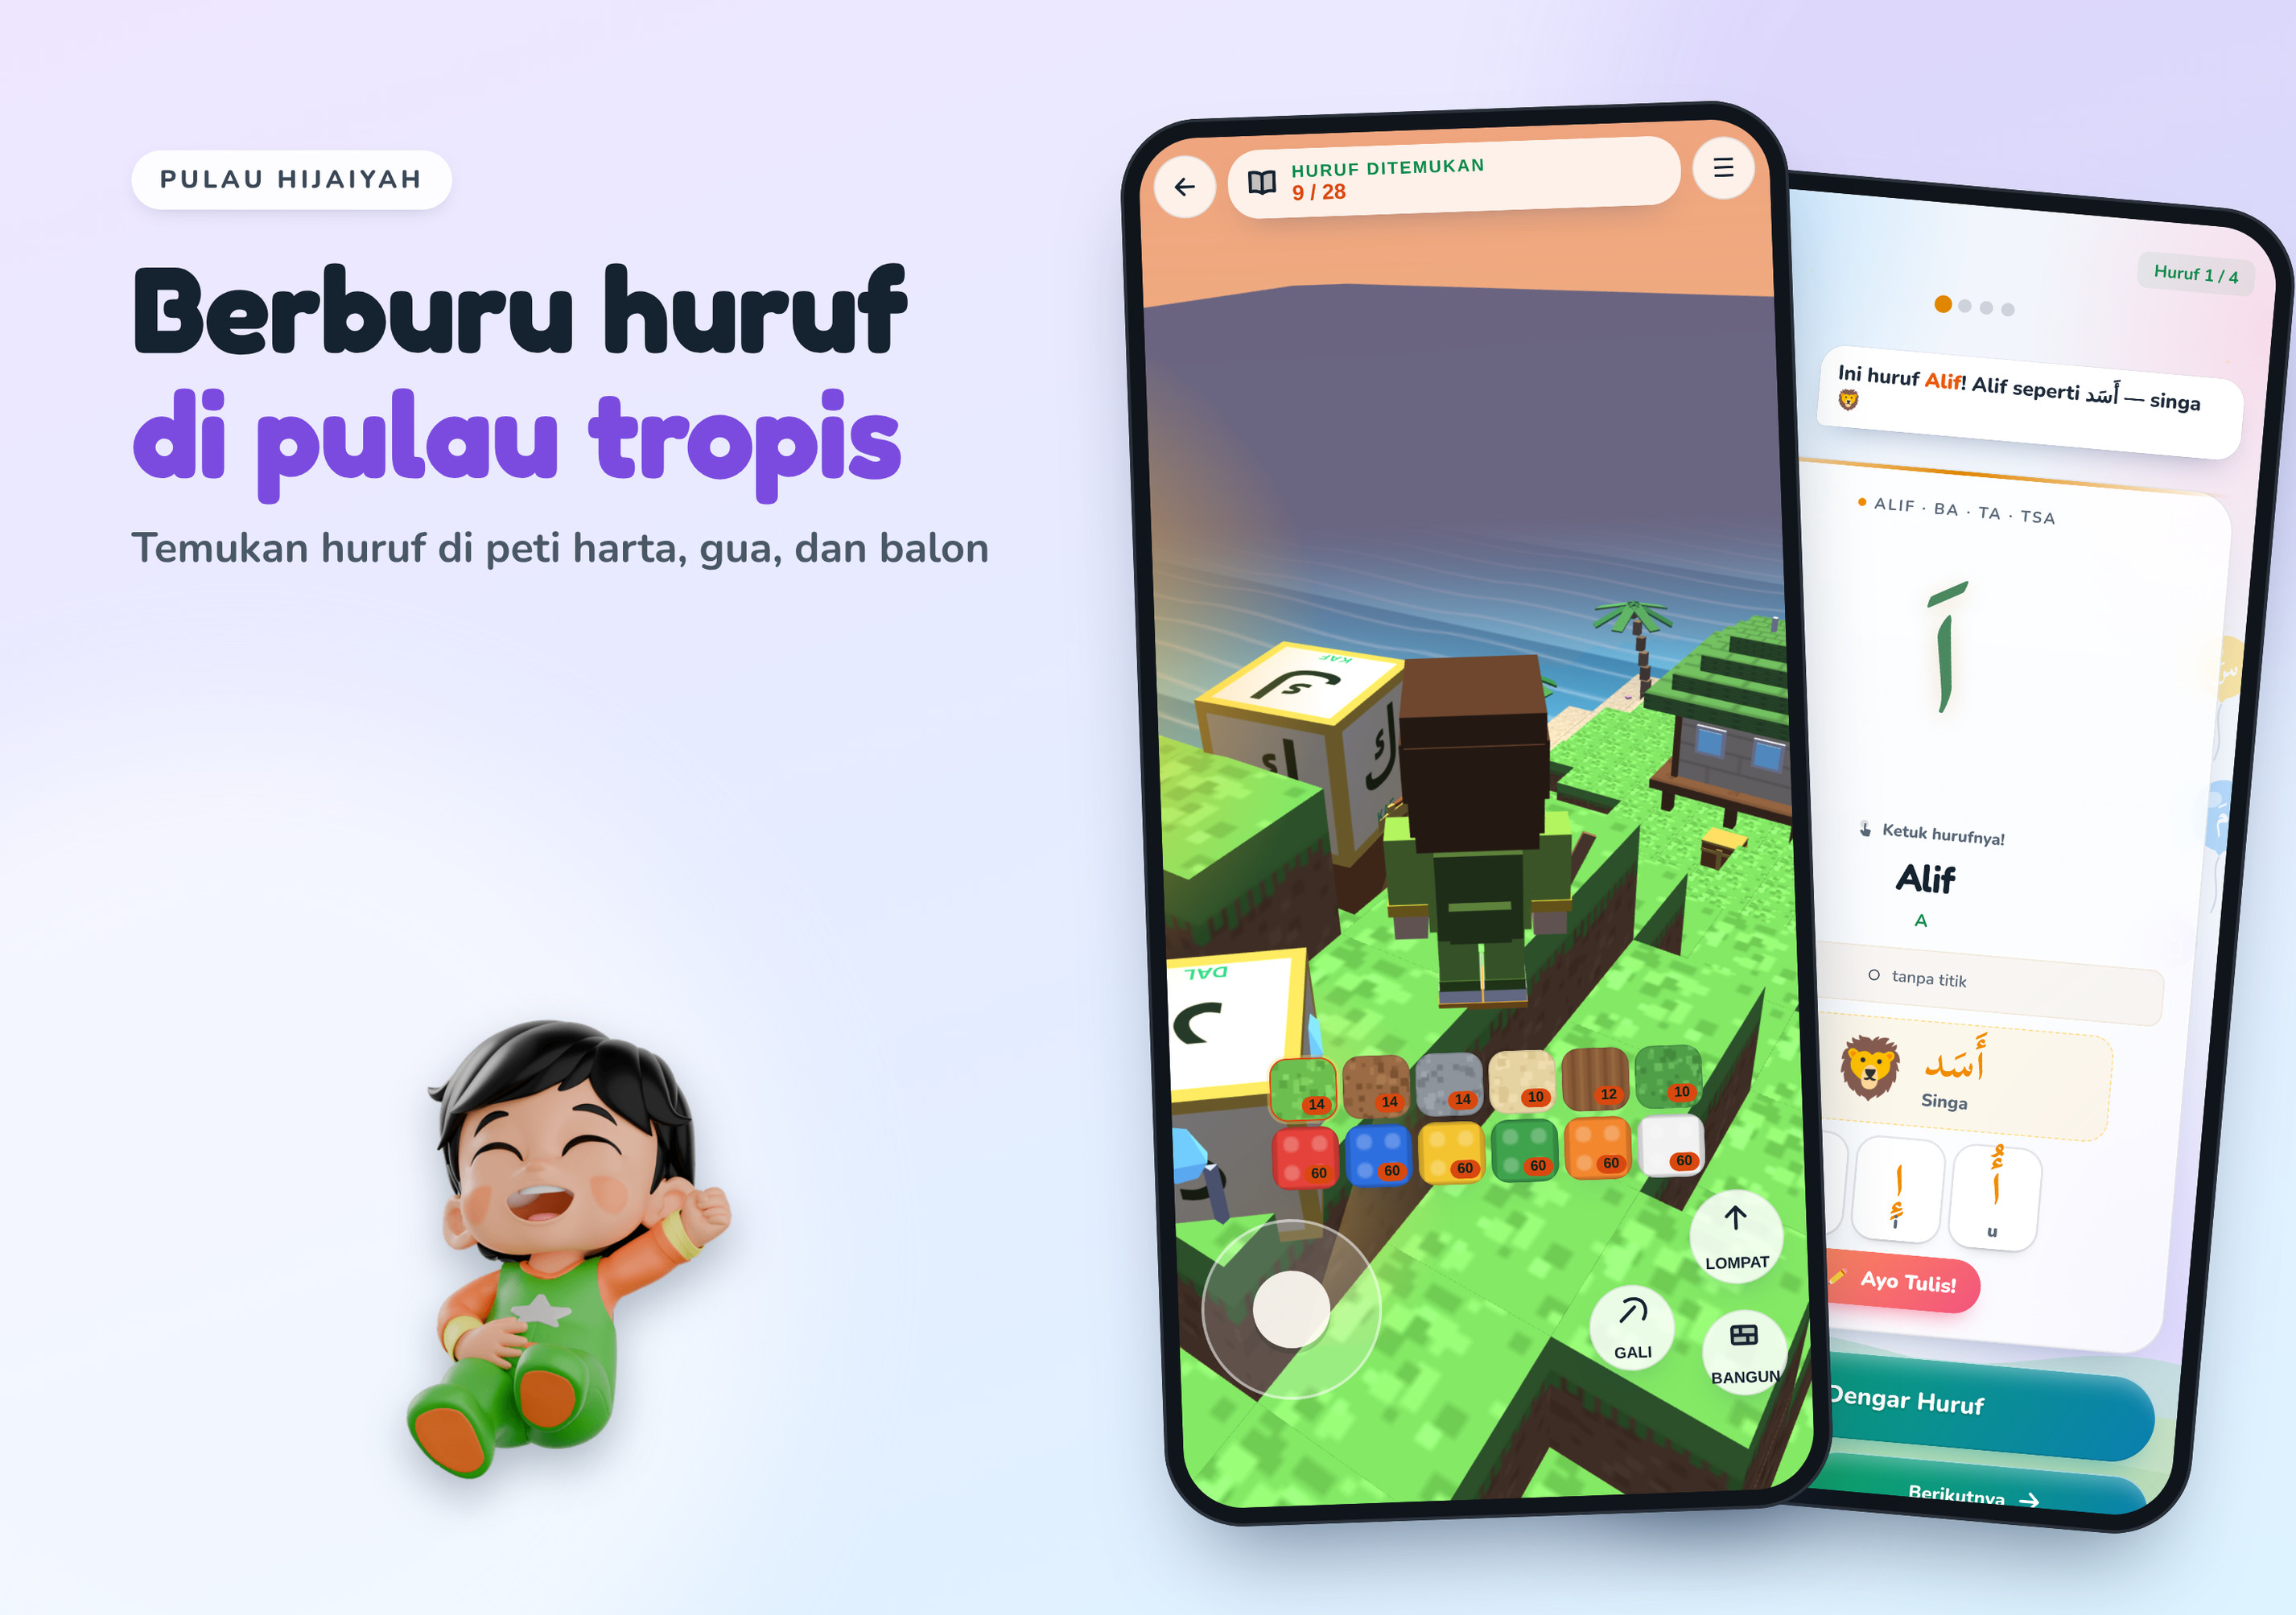 PULAU HIJAIYAH
Berburu huruf
di pulau tropis
Temukan huruf di peti harta, gua, dan balon
HURUF DITEMUKAN
9 / 28
KAF
ك
ك
ك
DAL
د
14
14
14
10
12
10
60
60
60
60
60
60
LOMPAT
GALI
BANGUN
Huruf 1 / 4
Ini huruf Alif! Alif seperti أَسَد — singa
🦁
ALIF · BA · TA · TSA
أَ
Ketuk hurufnya!
Alif
A
tanpa titik
أَسَد
Singa
إِ
i
أُ
u
Ayo Tulis!
Dengar Huruf
Berikutnya →